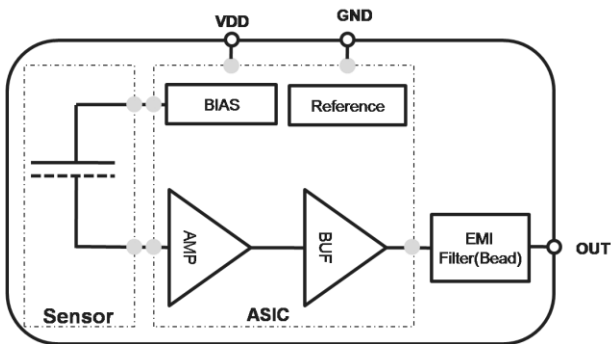 VDD
GND
BIAS
Reference
AMP
BUF
EMI
Filter(Bead)
OUT
Sensor
ASIC